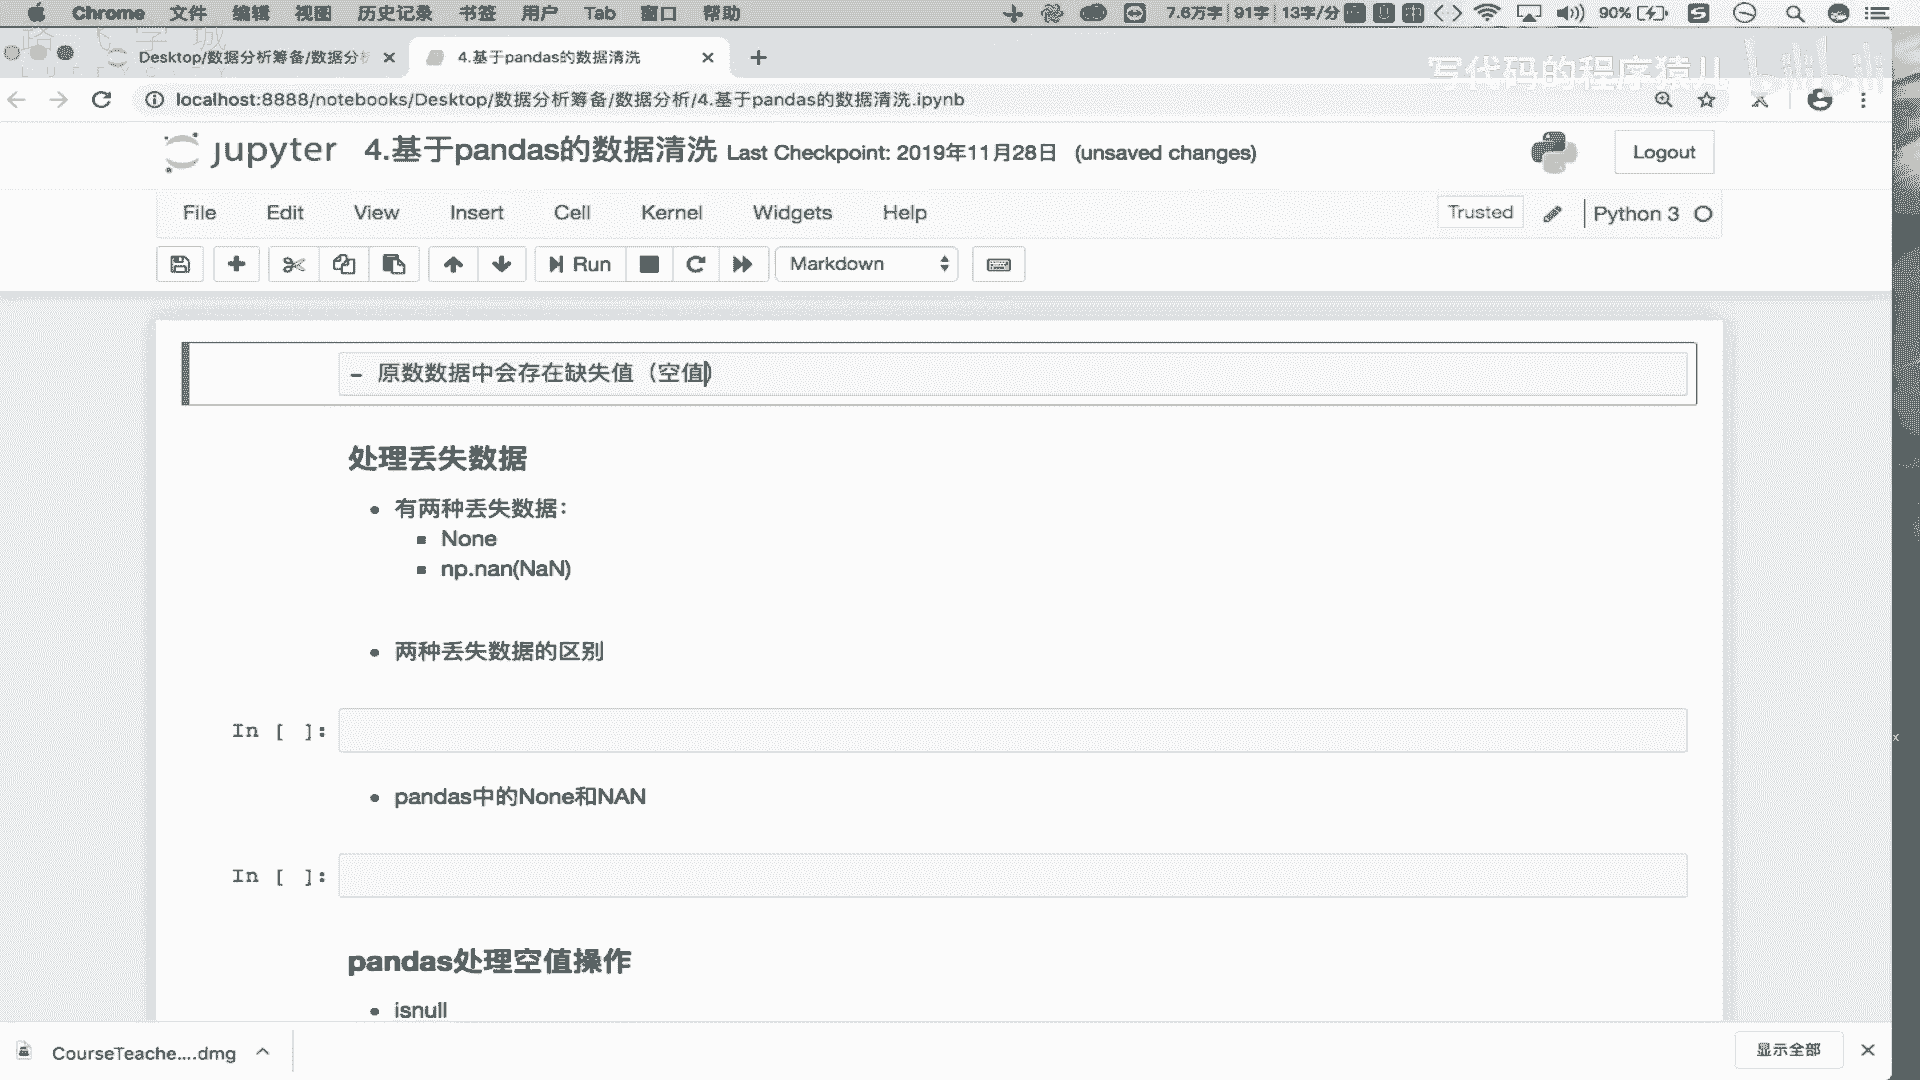 Chrome 文件 编辑 视图 历史记录 书签 用户 Tab 窗口 帮助 7.6万字 91字 13字/分 90%
Desktop/数据分析筹备/数据分 4.基于pandas的数据清洗
写代码的程序猿儿 bilibili
localhost:8888/notebooks/Desktop/数据分析筹备/数据分析/4.基于pandas的数据清洗.ipynb
jupyter 4.基于pandas的数据清洗 Last Checkpoint: 2019年11月28日 (unsaved changes) Logout
File Edit View Insert Cell Kernel Widgets Help Trusted Python 3
Run Markdown
- 原数数据中会存在缺失值（空值）
处理丢失数据
有两种丢失数据：
None
np.nan(NaN)
两种丢失数据的区别
In [ ]:
pandas中的None和NAN
In [ ]:
pandas处理空值操作
isnull
CourseTeache....dmg 显示全部